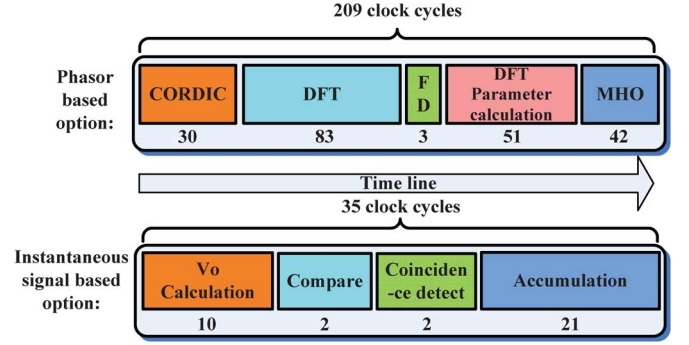 209 clock cycles
Phasor
based
option:
CORDIC
DFT
F
D
DFT
Parameter
calculation
MHO
30
83
3
51
42
Time line
35 clock cycles
Instantaneous
signal based
option:
Vo
Calculation
Compare
Coinciden
-ce detect
Accumulation
10
2
2
21